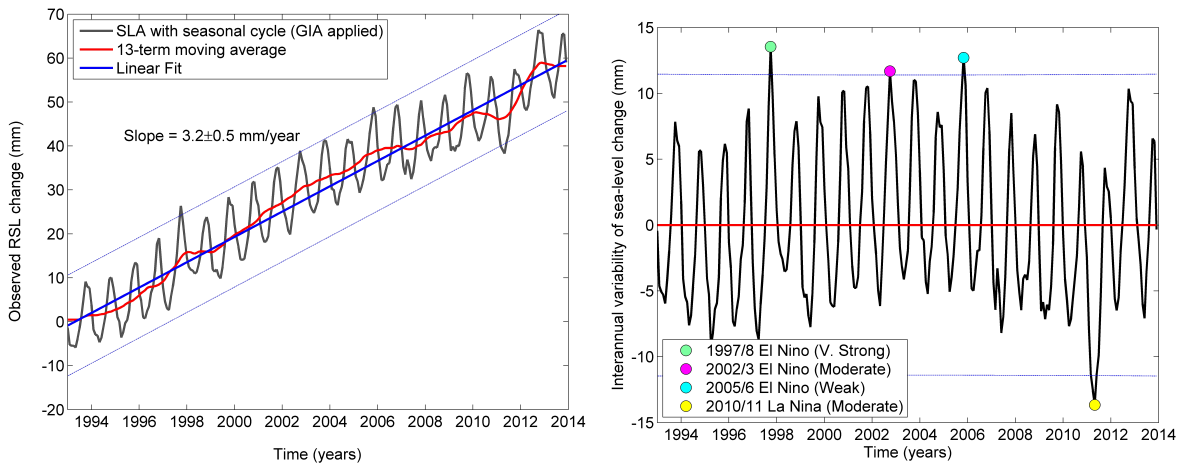 70
60
50
40
30
20
10
0
-10
-20
Observed RSL change (mm)
SLA with seasonal cycle (GIA applied)
13-term moving average
Linear Fit
Slope = 3.2±0.5 mm/year
1994 1996 1998 2000 2002 2004 2006 2008 2010 2012 2014
Time (years)
15
10
5
0
-5
-10
-15
Interannual variability of sea-level change (mm)
1997/8 El Nino (V. Strong)
2002/3 El Nino (Moderate)
2005/6 El Nino (Weak)
2010/11 La Nina (Moderate)
1994 1996 1998 2000 2002 2004 2006 2008 2010 2012 2014
Time (years)